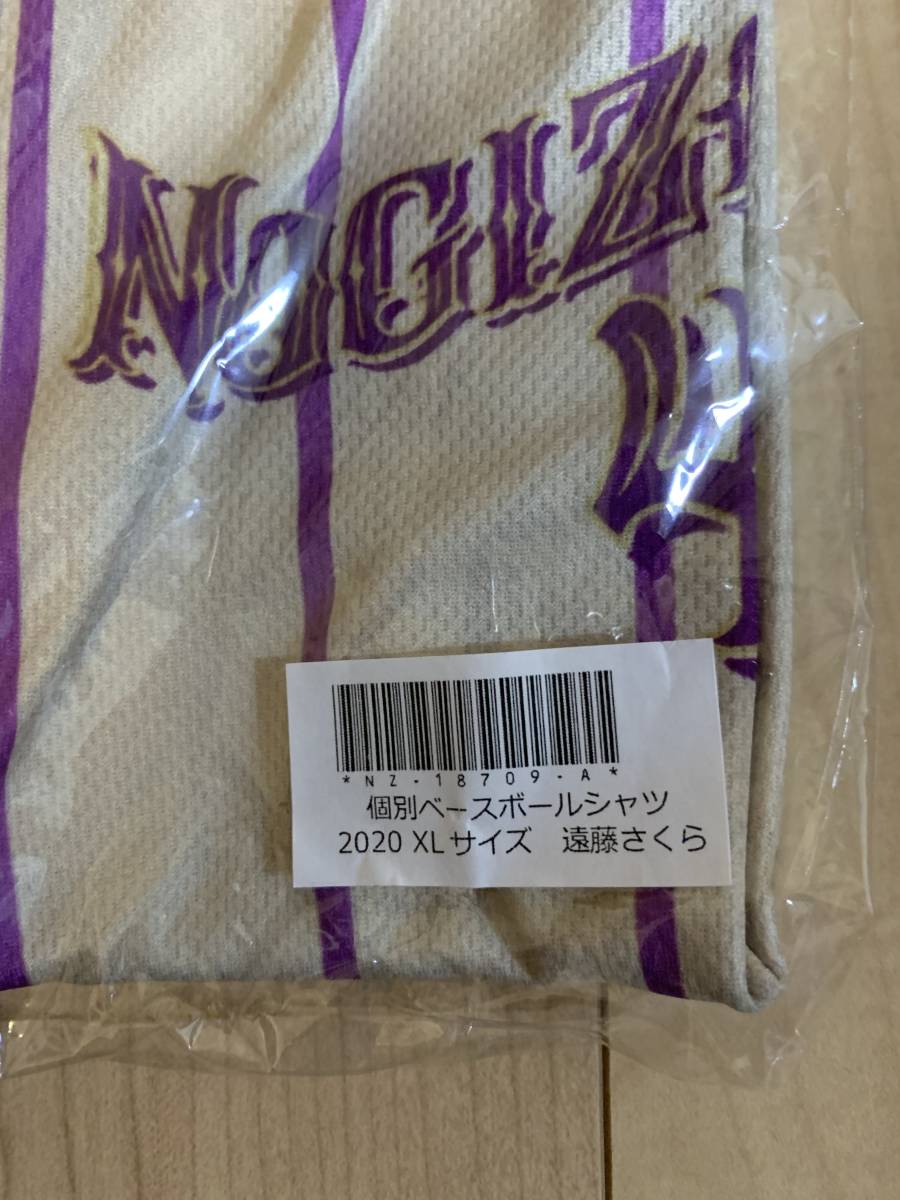 NOGIZ
*NZ-18709-A*
個別ベースボールシャツ
2020 XLサイズ　遠藤さくら